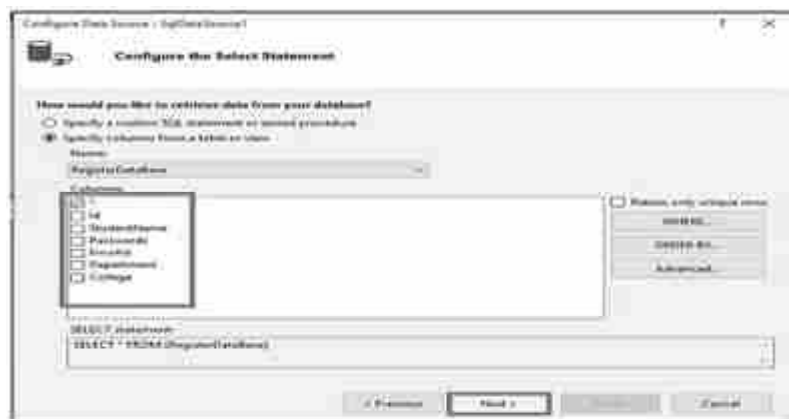 Configure Data Source - SqlDataSource1
? ×
Configure the Select Statement
How would you like to retrieve data from your database?
Specify a custom SQL statement or stored procedure
Specify columns from a table or view
Name:
RegisterDataBase
Columns:
*
Id
StudentName
Passwords
EmailId
Department
College
Return only unique rows
WHERE...
ORDER BY...
Advanced...
SELECT statement:
SELECT * FROM [RegisterDataBase]
< Previous
Next >
Cancel